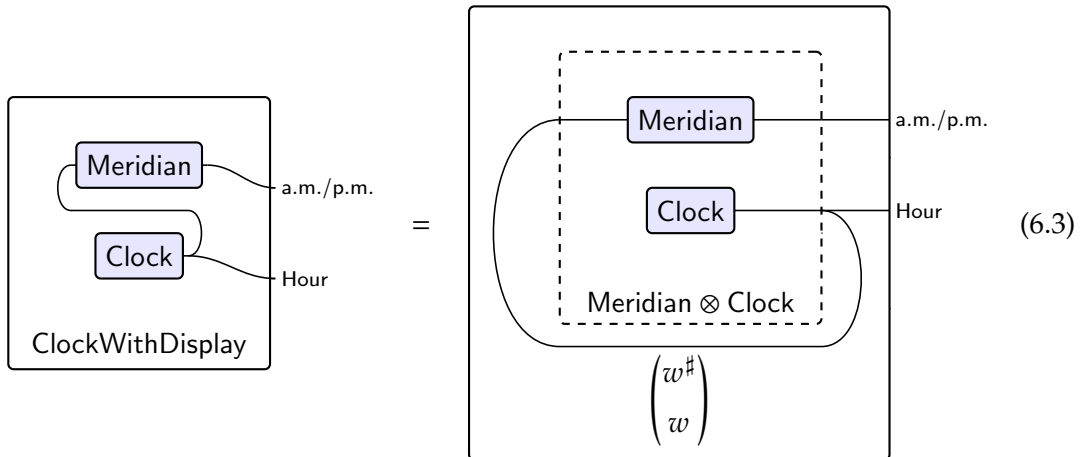 Meridian
a.m./p.m.
Clock
Hour
ClockWithDisplay
=
Meridian
a.m./p.m.
Clock
Hour
Meridian ⊗ Clock
w♯
w
(6.3)